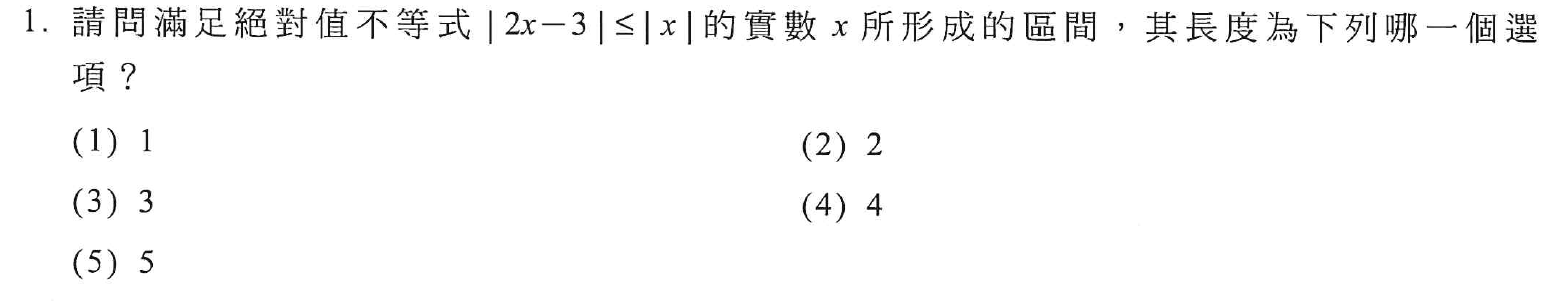 1. 請問滿足絕對值不等式 | 2x－3 | ≤ | x | 的實數 x 所形成的區間，其長度為下列哪一個選
項？
(1) 1 (2) 2
(3) 3 (4) 4
(5) 5